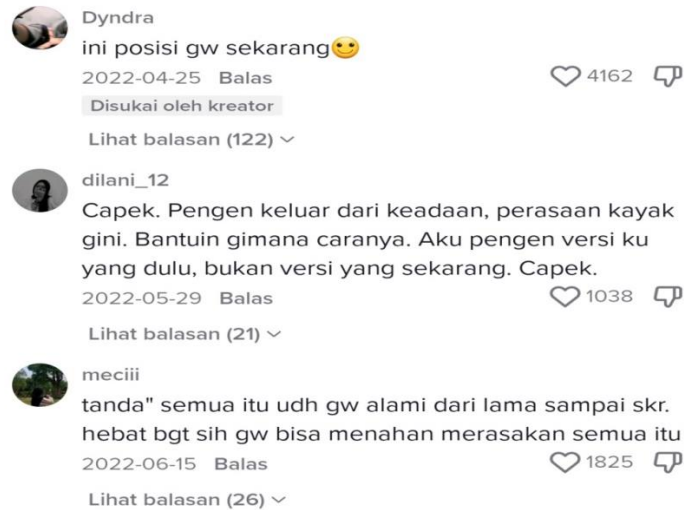 Dyndra
ini posisi gw sekarang🙂
2022-04-25 Balas
4162
Disukai oleh kreator
Lihat balasan (122)
dilani_12
Capek. Pengen keluar dari keadaan, perasaan kayak
gini. Bantuin gimana caranya. Aku pengen versi ku
yang dulu, bukan versi yang sekarang. Capek.
2022-05-29 Balas
1038
Lihat balasan (21)
meciii
tanda" semua itu udh gw alami dari lama sampai skr.
hebat bgt sih gw bisa menahan merasakan semua itu
2022-06-15 Balas
1825
Lihat balasan (26)